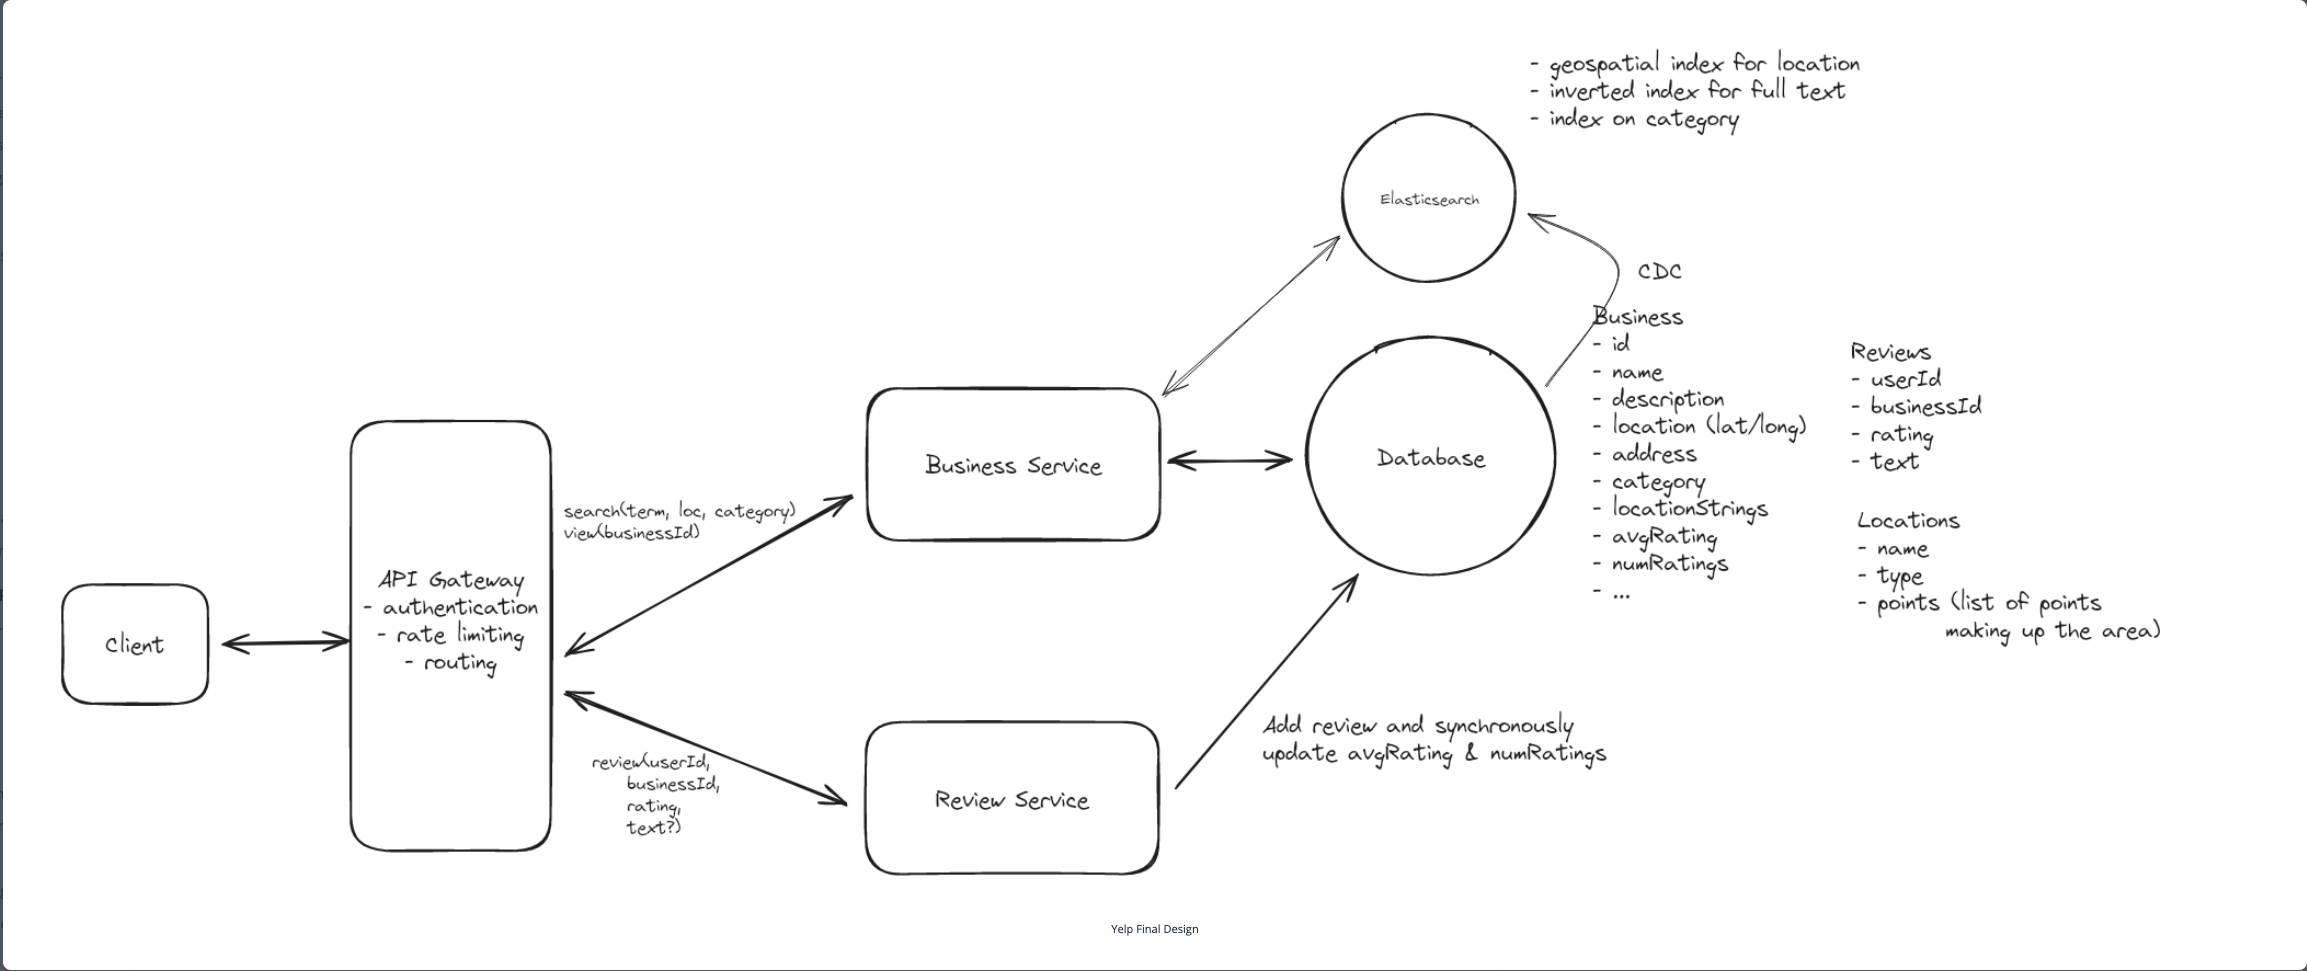 - geospatial index for location
- inverted index for full text
- index on category
Elasticsearch
CDC
Business
- id
- name
- description
- location (lat/long)
- address
- category
- locationStrings
- avgRating
- numRatings
- ...
Reviews
- userId
- businessId
- rating
- text
Locations
- name
- type
- points (list of points
making up the area)
Database
Business Service
search(term, loc, category)
view(businessId)
API Gateway
- authentication
- rate limiting
- routing
Client
review(userId,
businessId,
rating,
text?)
Review Service
Add review and synchronously
update avgRating & numRatings
Yelp Final Design